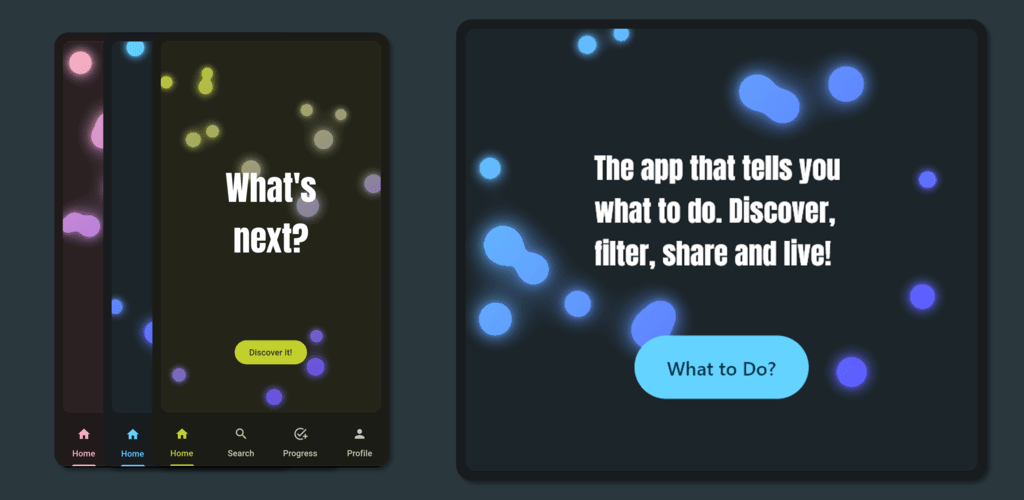 What's
next?
Discover it!
Home
Home
Home
Search
Progress
Profile
The app that tells you
what to do. Discover,
filter, share and live!
What to Do?